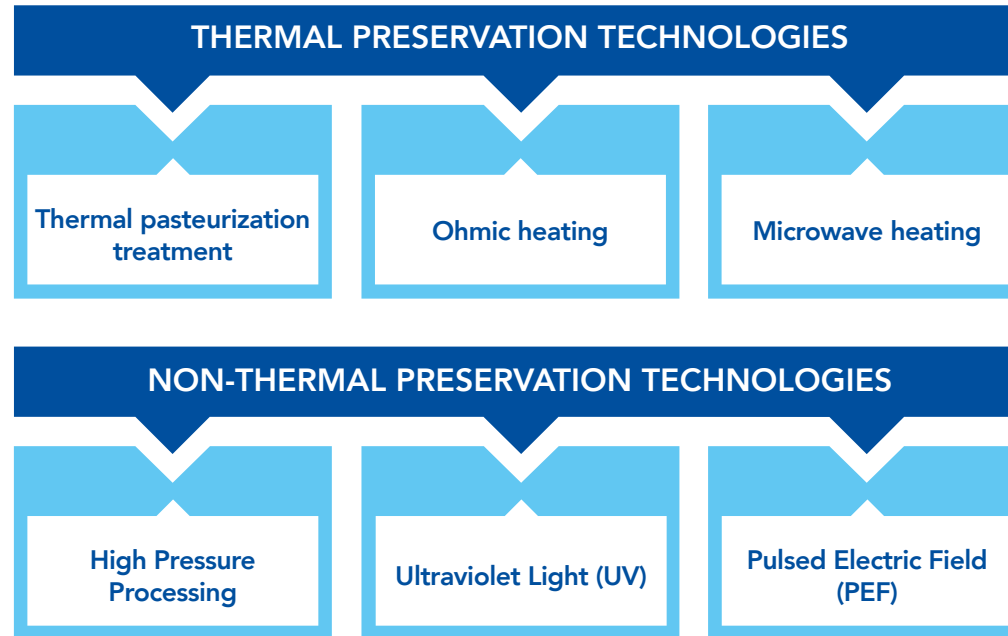 THERMAL PRESERVATION TECHNOLOGIES
Thermal pasteurization
treatment
Ohmic heating
Microwave heating
NON-THERMAL PRESERVATION TECHNOLOGIES
High Pressure
Processing
Ultraviolet Light (UV)
Pulsed Electric Field
(PEF)